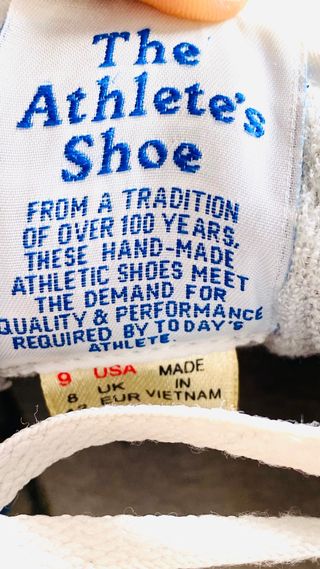 The
Athlete's
Shoe
FROM A TRADITION
OF OVER 100 YEARS,
THESE HAND-MADE
ATHLETIC SHOES MEET
THE DEMAND FOR
QUALITY & PERFORMANCE
REQUIRED BY TODAY'S
ATHLETE.
9 USA MADE
8 UK IN
EUR VIETNAM